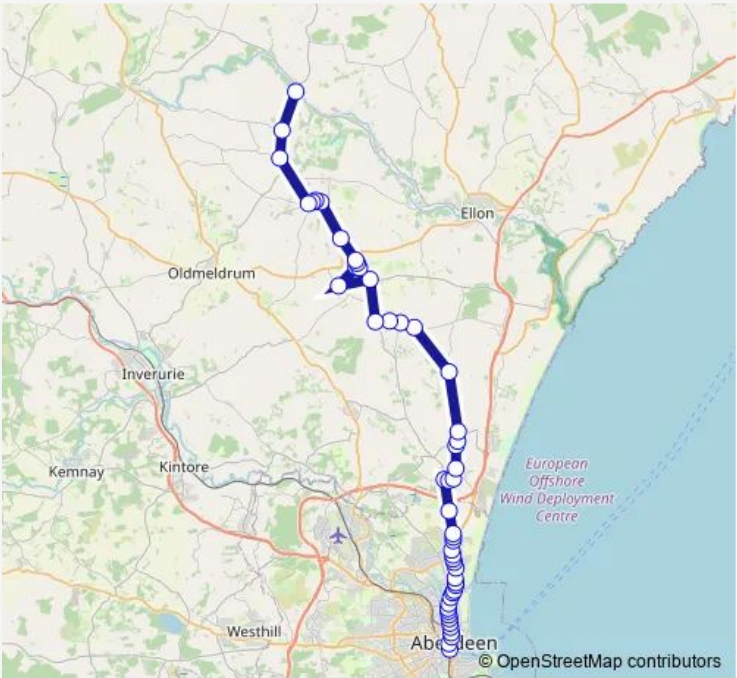 Ellon
Oldmeldrum
Inverurie
Kemnay
Kintore
European
Offshore
Wind Deployment
Centre
Westhill
Aberdeen
© OpenStreetMap contributors